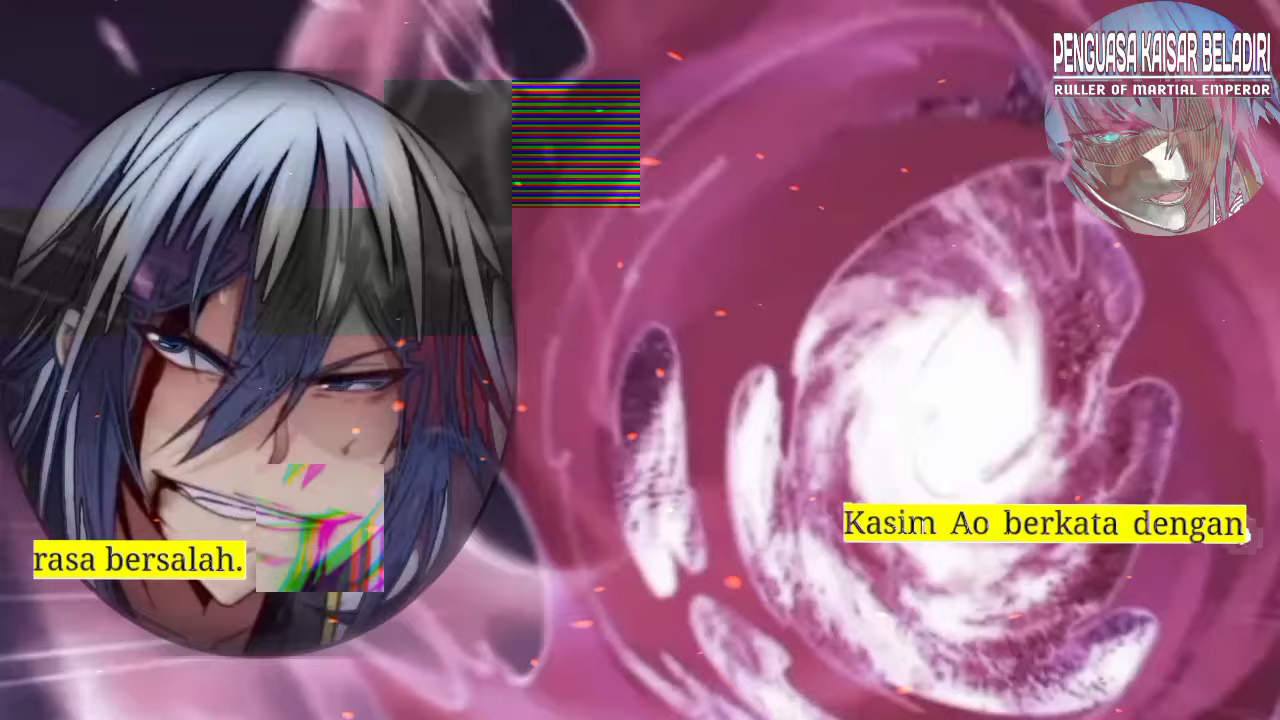 PENGUASA KAISAR BELADIRI
RULLER OF MARTIAL EMPEROR
Kasim Ao berkata dengan
rasa bersalah.